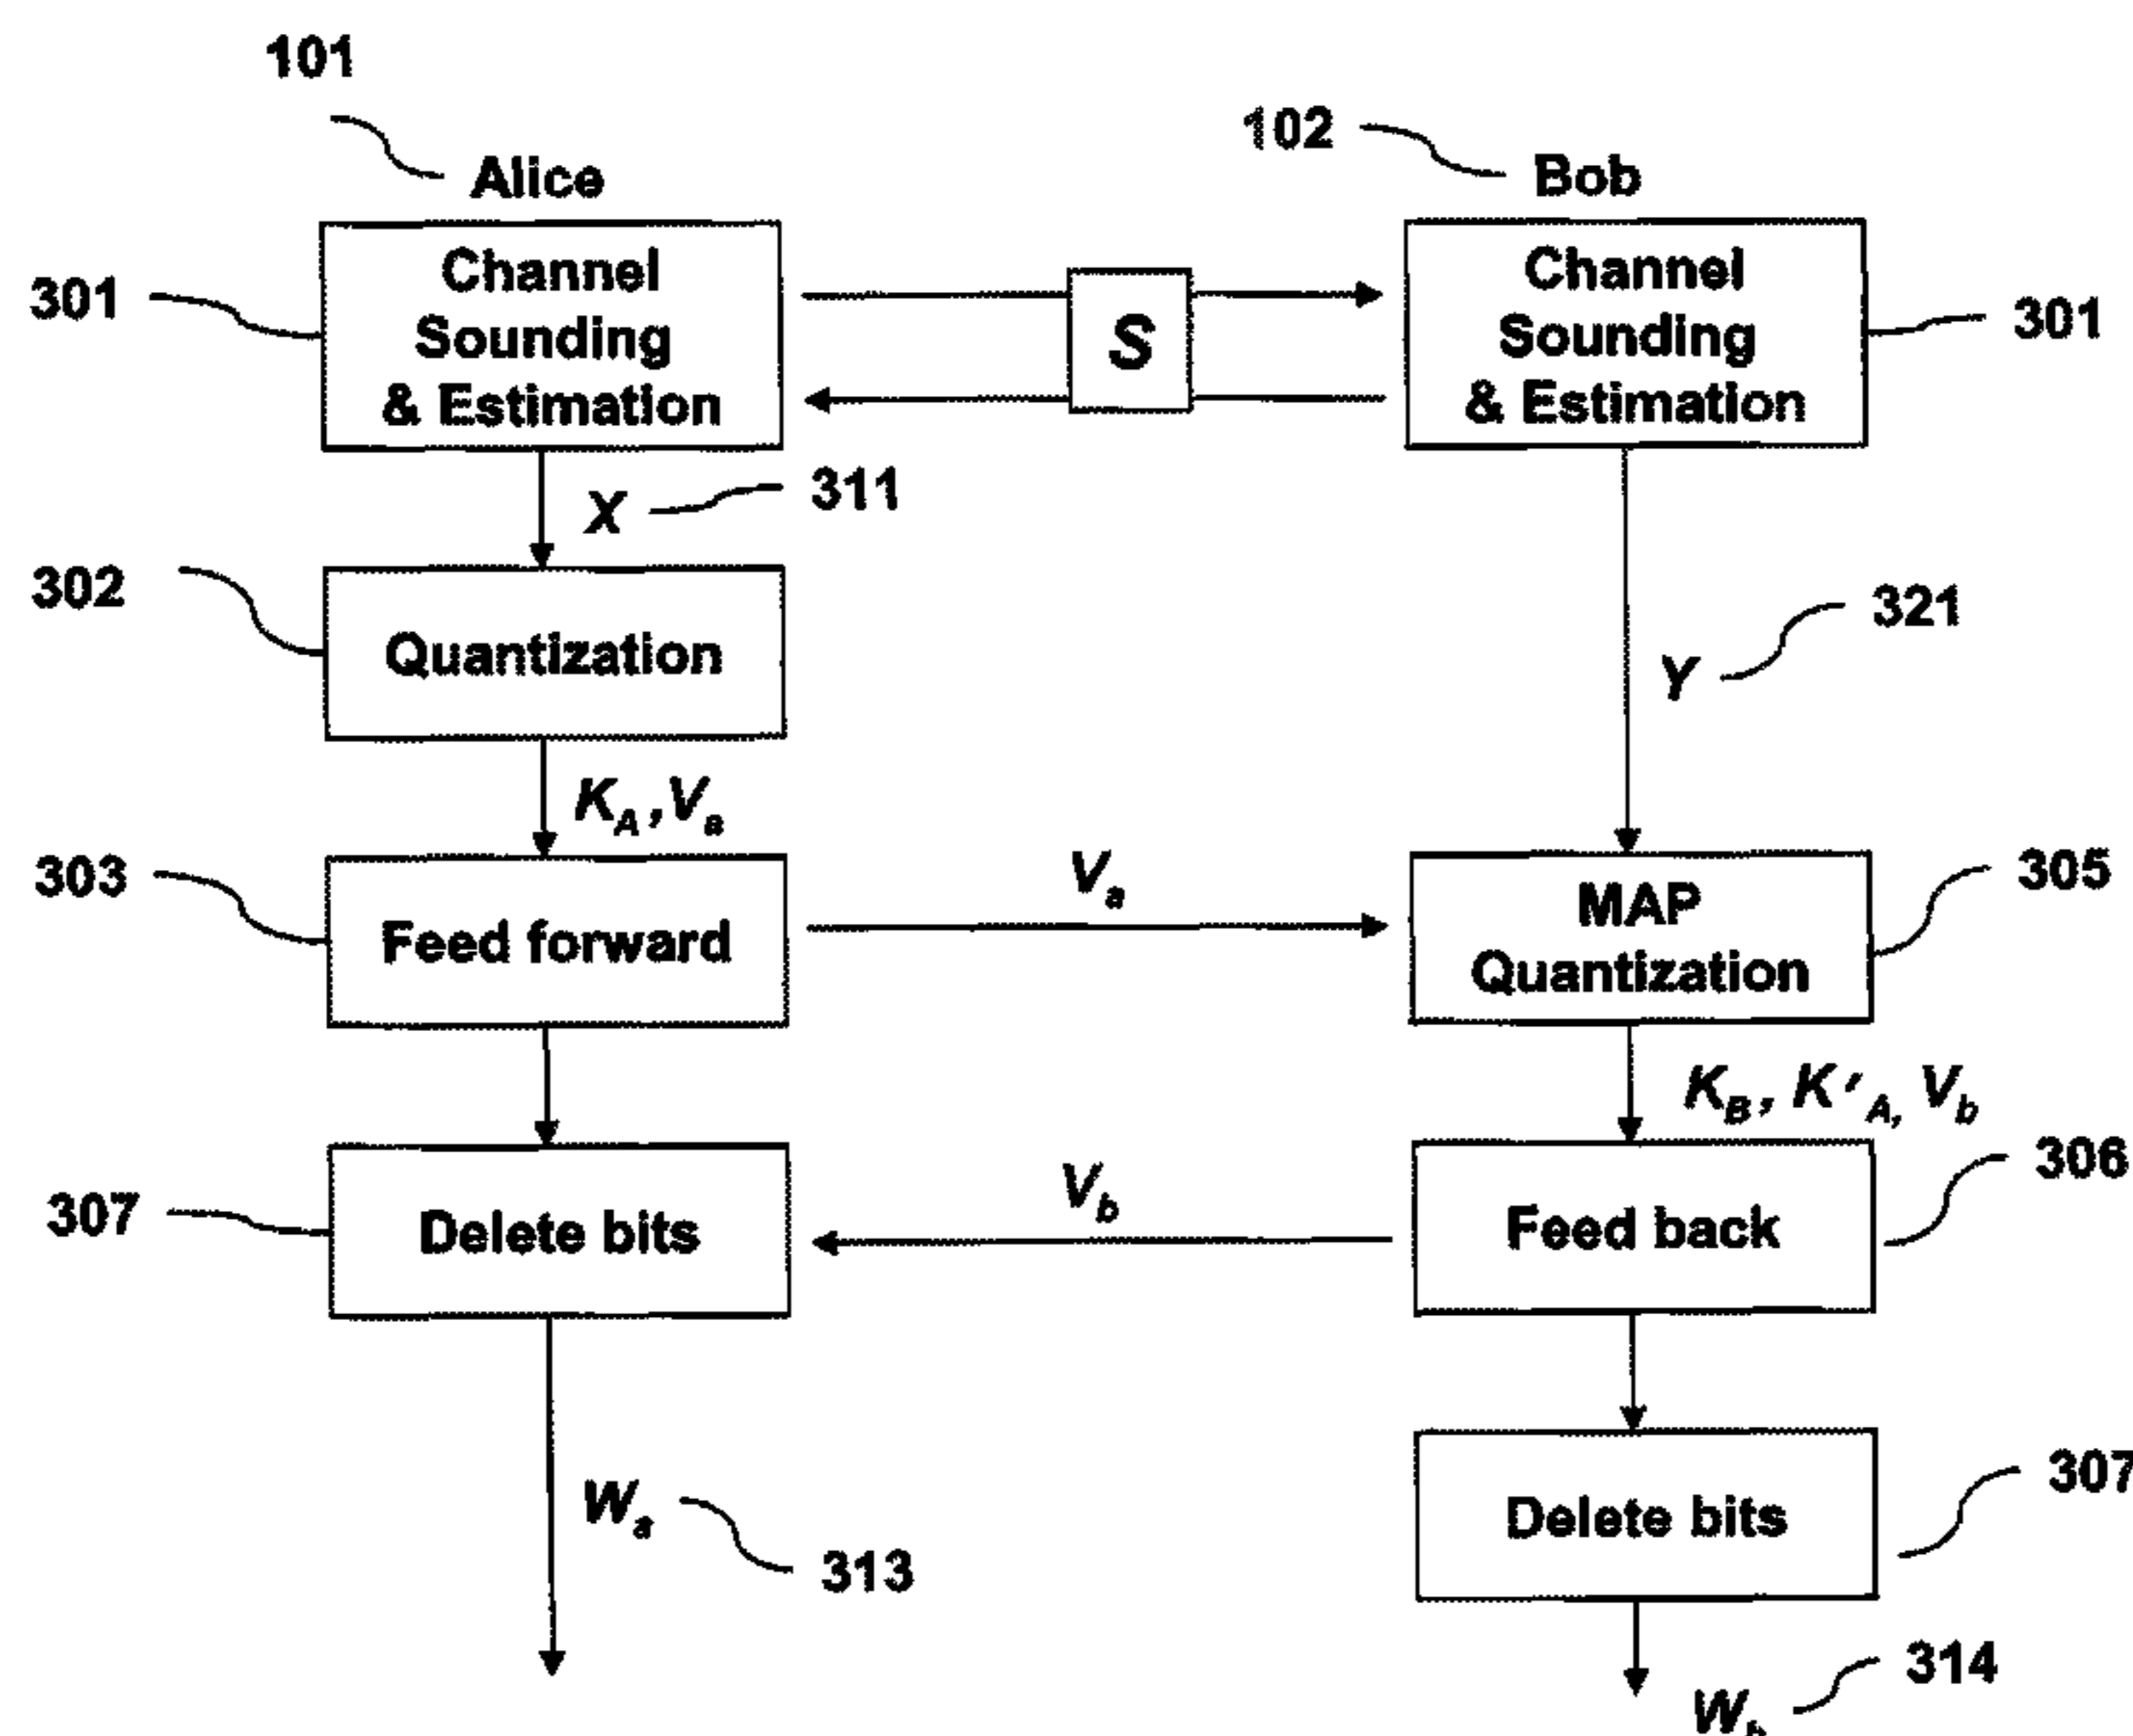 101
102
Alice
Bob
Channel
Sounding
& Estimation
S
Channel
Sounding
& Estimation
301
301
X
311
302
Quantization
321
Y
K_A, V_a
303
Feed forward
V_a
MAP
Quantization
305
K_B, K'_A, V_b
307
Delete bits
V_b
Feed back
306
W_a
313
Delete bits
307
W_b
314